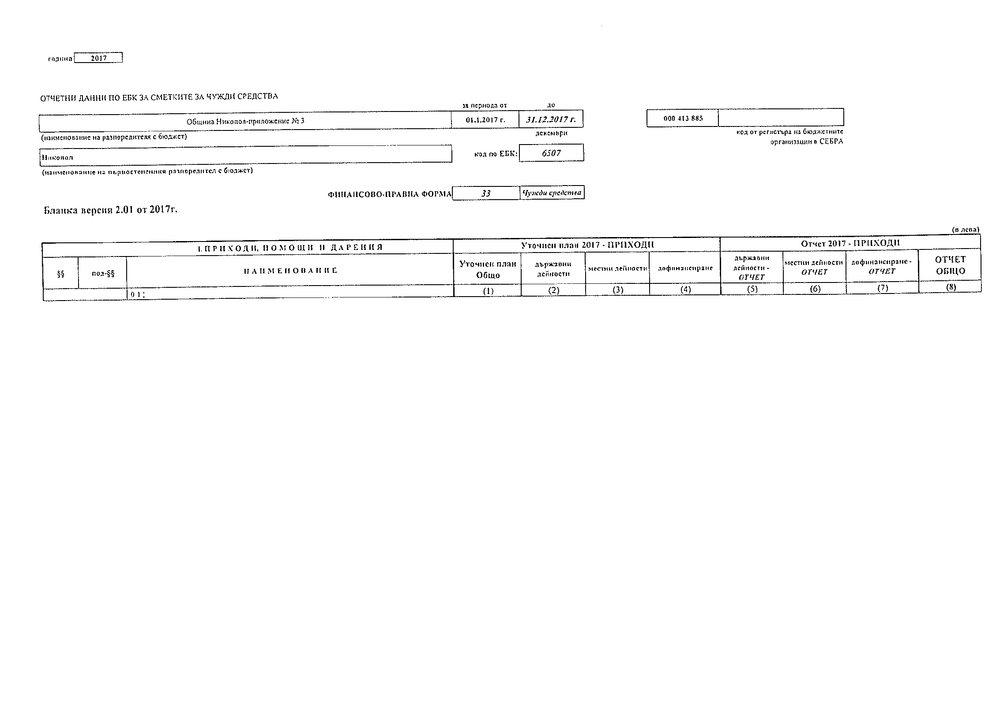 година 2017
ОТЧЕТНИ ДАННИ ПО ЕБК ЗА СМЕТКИТЕ ЗА ЧУЖДИ СРЕДСТВА
за периода от до
Община Никопол-приложение № 3 01.1.2017 г. 31.12.2017 г. 000 413 885
(наименование на разпоредителя с бюджет) декември код от регистъра на бюджетните
организации в СЕБРА
Никопол код по ЕБК: 6507
(наименование на първостепенния разпоредител с бюджет)
ФИНАНСОВО-ПРАВНА ФОРМА 33 Чужди средства
Бланка версия 2.01 от 2017г.
(в лева)
I. ПРИХОДИ, ПОМОЩИ И ДАРЕНИЯ Уточнен план 2017 - ПРИХОДИ Отчет 2017 - ПРИХОДИ
§§ под-§§ НАИМЕНОВАНИЕ Уточнен план Общо държавни дейности местни дейности дофинансиране държавни дейности - ОТЧЕТ местни дейности ОТЧЕТ дофинансиране - ОТЧЕТ ОТЧЕТ ОБЩО
0 1 (1) (2) (3) (4) (5) (6) (7) (8)